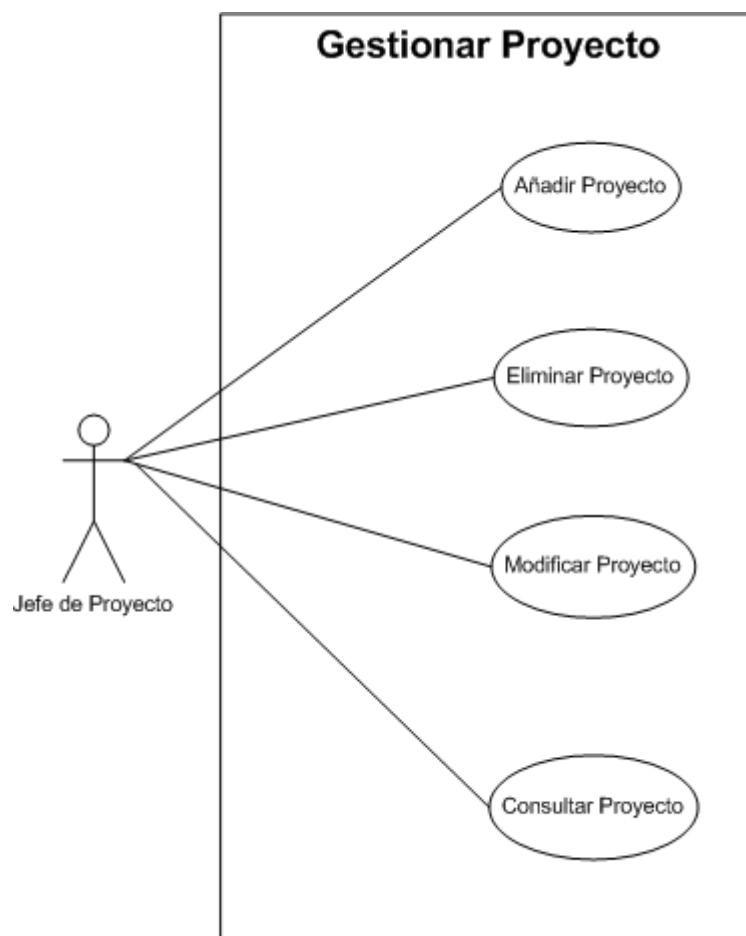 Gestionar Proyecto
Añadir Proyecto
Eliminar Proyecto
Modificar Proyecto
Jefe de Proyecto
Consultar Proyecto